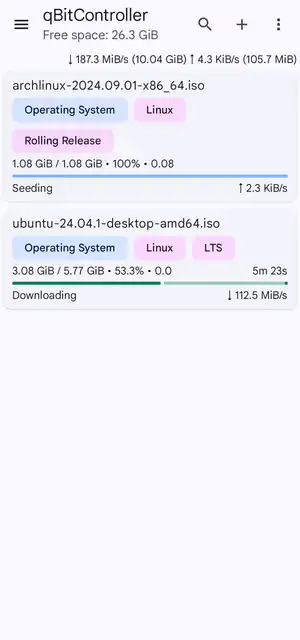 qBitController
Free space: 26.3 GiB
↓ 187.3 MiB/s (10.04 GiB) ↑ 4.3 KiB/s (105.7 MiB)
archlinux-2024.09.01-x86_64.iso
Operating System Linux
Rolling Release
1.08 GiB / 1.08 GiB • 100% • 0.08
Seeding ↑ 2.3 KiB/s
ubuntu-24.04.1-desktop-amd64.iso
Operating System Linux LTS
3.08 GiB / 5.77 GiB • 53.3% • 0.0 5m 23s
Downloading ↓ 112.5 MiB/s